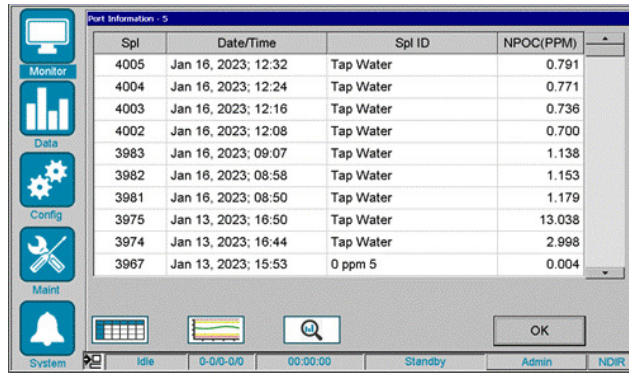 Port Information - 5
Spl Date/Time Spl ID NPOC(PPM)
4005 Jan 16, 2023; 12:32 Tap Water 0.791
4004 Jan 16, 2023; 12:24 Tap Water 0.771
4003 Jan 16, 2023; 12:16 Tap Water 0.736
4002 Jan 16, 2023; 12:08 Tap Water 0.700
3983 Jan 16, 2023; 09:07 Tap Water 1.138
3982 Jan 16, 2023; 08:58 Tap Water 1.153
3981 Jan 16, 2023; 08:50 Tap Water 1.179
3975 Jan 13, 2023; 16:50 Tap Water 13.038
3974 Jan 13, 2023; 16:44 Tap Water 2.998
3967 Jan 13, 2023; 15:53 0 ppm 5 0.004
Monitor
Data
Config
Maint
System
OK
Idle 0-0/0-0/0 00:00:00 Standby Admin NDIR